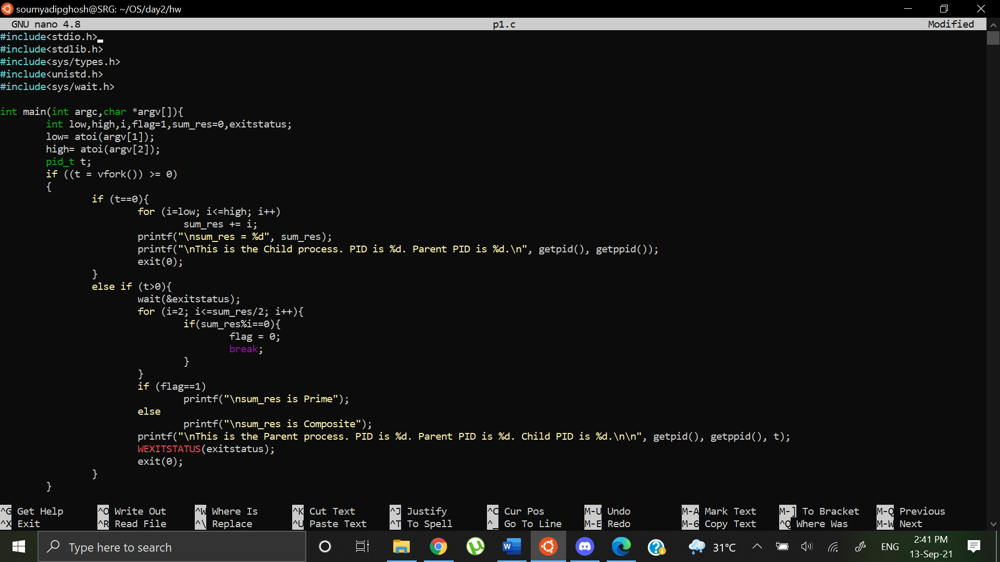 soumyadipghosh@SRG: ~/OS/day2/hw
GNU nano 4.8 p1.c Modified
#include<stdio.h>
#include<stdlib.h>
#include<sys/types.h>
#include<unistd.h>
#include<sys/wait.h>
int main(int argc,char *argv[]){
int low,high,i,flag=1,sum_res=0,exitstatus;
low= atoi(argv[1]);
high= atoi(argv[2]);
pid_t t;
if ((t = vfork()) >= 0)
{
if (t==0){
for (i=low; i<=high; i++)
sum_res += i;
printf("\nsum_res = %d", sum_res);
printf("\nThis is the Child process. PID is %d. Parent PID is %d.\n", getpid(), getppid());
exit(0);
}
else if (t>0){
wait(&exitstatus);
for (i=2; i<=sum_res/2; i++){
if(sum_res%i==0){
flag = 0;
break;
}
}
if (flag==1)
printf("\nsum_res is Prime");
else
printf("\nsum_res is Composite");
printf("\nThis is the Parent process. PID is %d. Parent PID is %d. Child PID is %d.\n\n", getpid(), getppid(), t);
WEXITSTATUS(exitstatus);
exit(0);
}
}
^G Get Help ^O Write Out ^W Where Is ^K Cut Text ^J Justify ^C Cur Pos M-U Undo M-A Mark Text M-] To Bracket M-Q Previous
^X Exit ^R Read File ^\ Replace ^U Paste Text ^T To Spell ^_ Go To Line M-E Redo M-6 Copy Text ^Q Where Was M-W Next
Type here to search 31°C ENG 2:41 PM
13-Sep-21